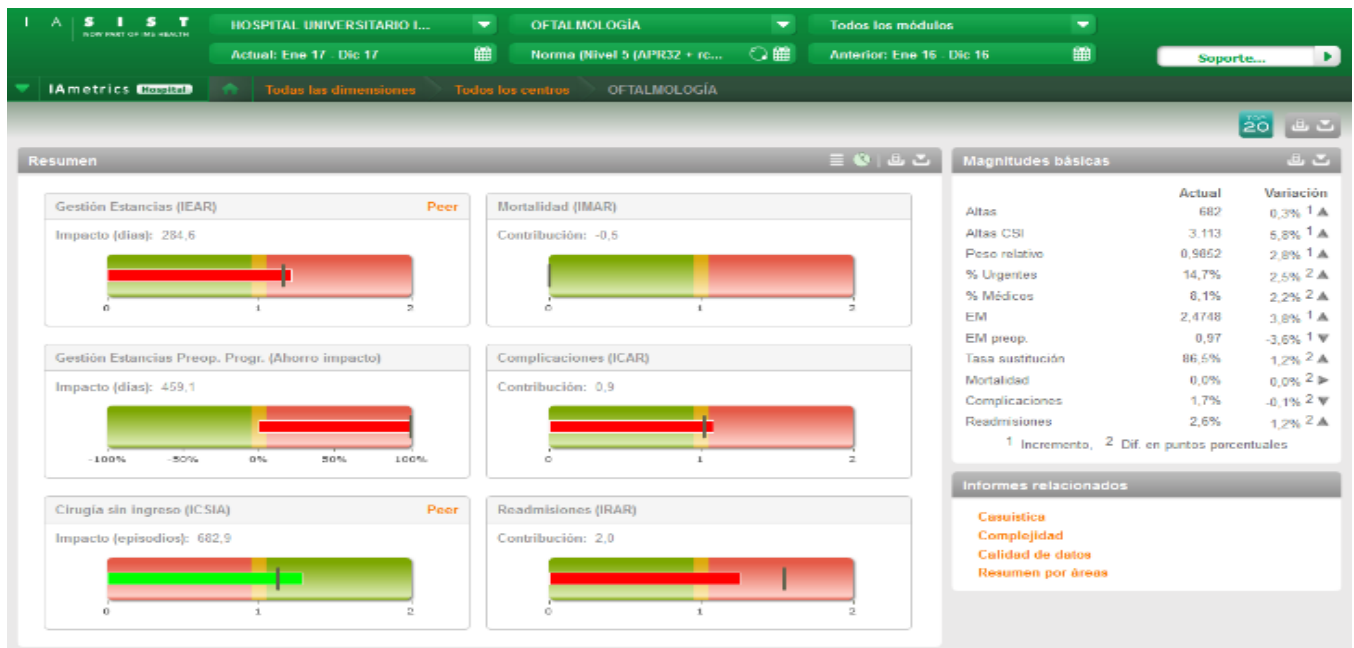 I A S I S T
NOW PART OF IMS HEALTH
HOSPITAL UNIVERSITARIO I...
OFTALMOLOGÍA
Todos los módulos
Actual: Ene 17 - Dic 17
Norma (Nivel 5 (APR32 + rc...
Anterior: Ene 16 - Dic 16
Soporte...
IAmetrics Hospital
Todas las dimensiones
Todos los centros
OFTALMOLOGÍA
TOP 20
Resumen
Gestión Estancias (IEAR) Peer
Impacto (días): 284,6
0 1 2
Mortalidad (IMAR)
Contribución: -0,5
0 1 2
Gestión Estancias Preop. Progr. (Ahorro impacto)
Impacto (días): 459,1
-100% -50% 0% 50% 100%
Complicaciones (ICAR)
Contribución: 0,9
0 1 2
Cirugía sin ingreso (ICSIA) Peer
Impacto (episodios): 682,9
0 1 2
Readmisiones (IRAR)
Contribución: 2,0
0 1 2
Magnitudes básicas
Actual Variación
Altas 682 0,3% 1 ▲
Altas CSI 3.113 5,8% 1 ▲
Peso relativo 0,9852 2,8% 1 ▲
% Urgentes 14,7% 2,5% 2 ▲
% Médicos 8,1% 2,2% 2 ▲
EM 2,4748 3,8% 1 ▲
EM preop. 0,97 -3,6% 1 ▼
Tasa sustitución 86,5% 1,2% 2 ▲
Mortalidad 0,0% 0,0% 2 ►
Complicaciones 1,7% -0,1% 2 ▼
Readmisiones 2,6% 1,2% 2 ▲
1 Incremento, 2 Dif. en puntos porcentuales
Informes relacionados
Casuística
Complejidad
Calidad de datos
Resumen por áreas